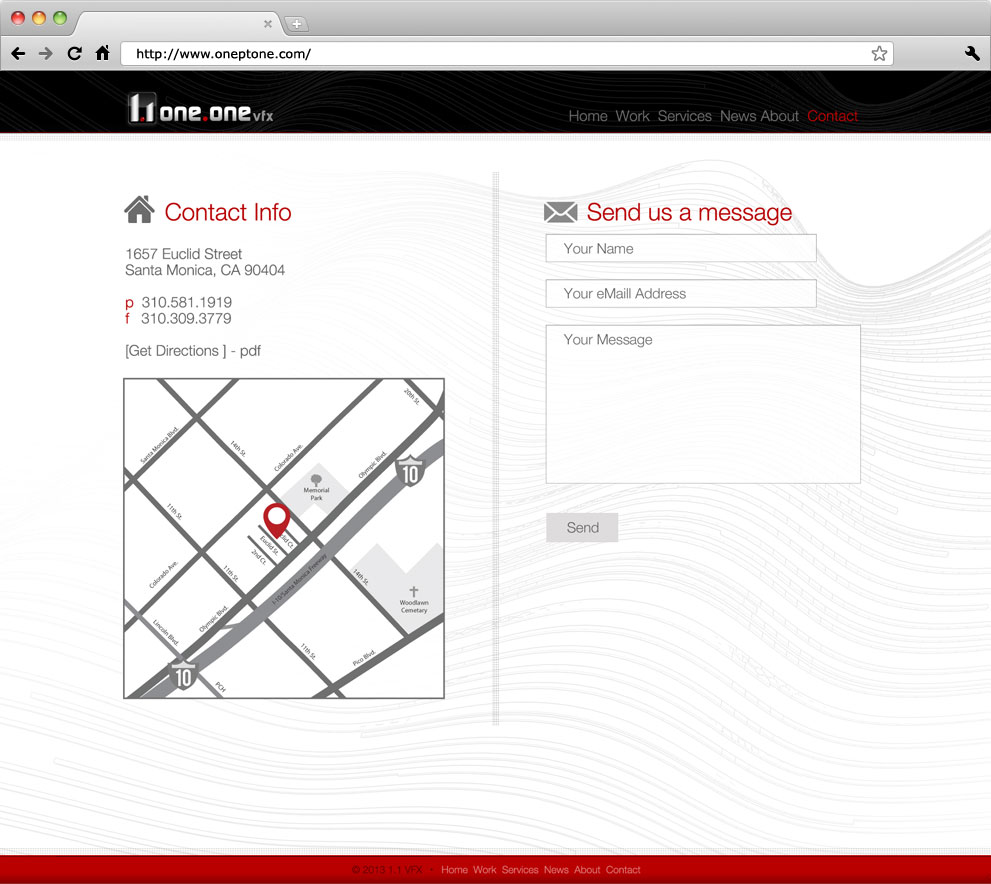 http://www.oneptone.com/
1.1 one.one vfx
Home Work Services News About Contact
Contact Info
1657 Euclid Street
Santa Monica, CA 90404
p 310.581.1919
f 310.309.3779
[Get Directions ] - pdf
20th St.
Santa Monica Blvd.
14th St.
Colorado Ave.
Olympic Blvd.
10
Memorial
Park
11th St.
Euclid Ct.
Euclid St.
2nd Ct.
Colorado Ave.
11th St.
I-10/Santa Monica Freeway
14th St.
Woodlawn
Cemetery
Lincoln Blvd.
Olympic Blvd.
11th St.
Pico Blvd.
10
PCH
Send us a message
Your Name
Your eMaill Address
Your Message
Send
© 2013 1.1 VFX - Home Work Services News About Contact